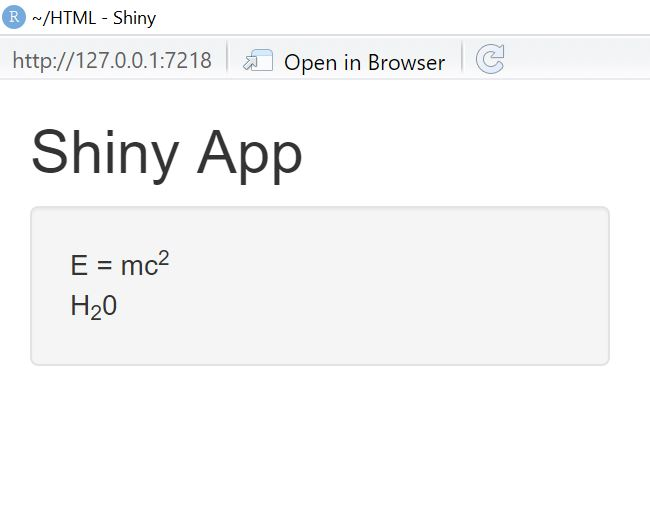 R ~/HTML - Shiny
http://127.0.0.1:7218 Open in Browser
Shiny App
E = mc²
H₂0